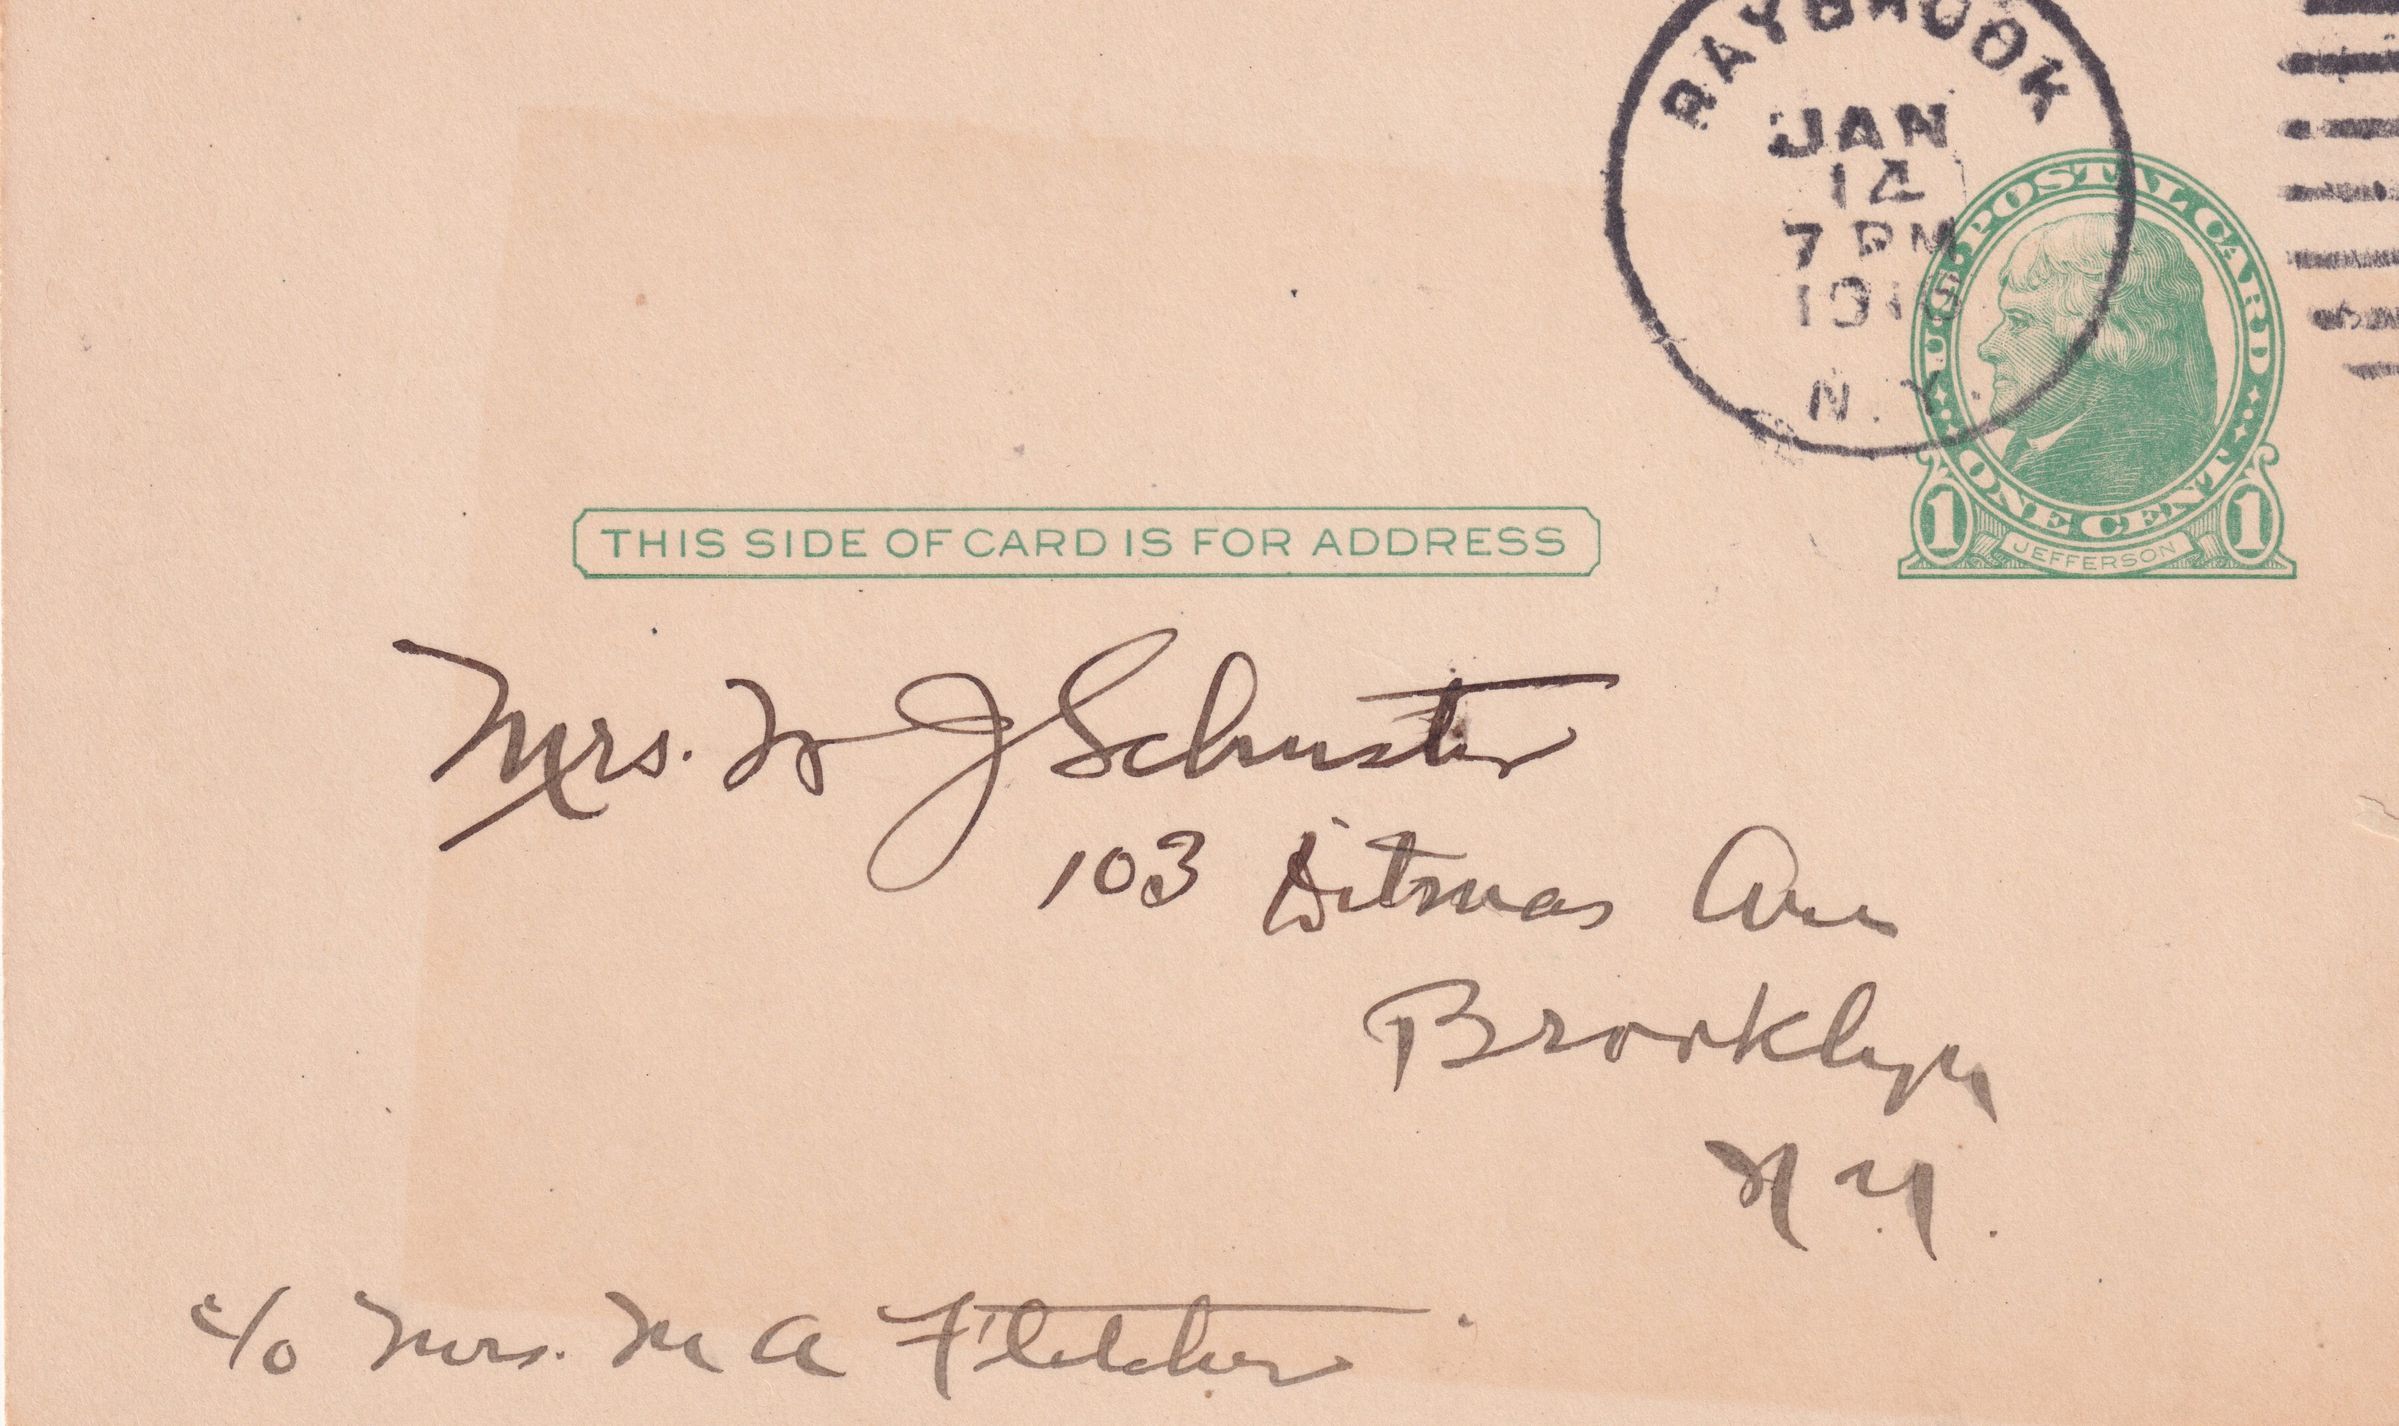 RAYBROOK
JAN
14
7 PM
N.Y.
U.S. POSTAL CARD
ONE CENT
1 JEFFERSON 1
THIS SIDE OF CARD IS FOR ADDRESS
Mrs. W J Schuster
103 Ditmas Ave
Brooklyn
N.Y.
c/o Mrs. M A Fletcher.